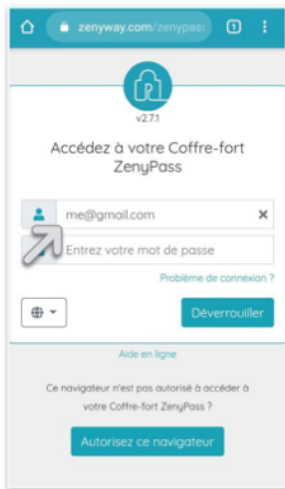 zenyway.com/zenypas
1
v2.7.1
Accédez à votre Coffre-fort
ZenyPass
me@gmail.com
Entrez votre mot de passe
Problème de connexion ?
Déverrouiller
Aide en ligne
Ce navigateur n'est pas autorisé à accéder à
votre Coffre-fort ZenyPass ?
Autorisez ce navigateur